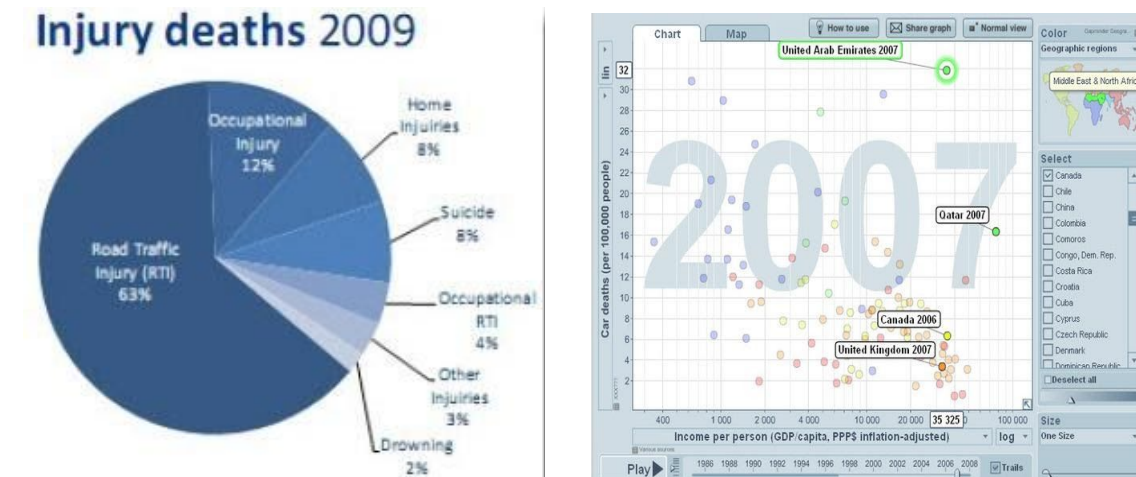 Injury deaths 2009
Occupational
Injury
12%
Home
Injuiries
8%
Suicide
8%
Occupational
RTI
4%
Other
Injuiries
3%
Drowning
2%
Road Traffic
Injury (RTI)
63%
Chart
Map
How to use
Share graph
Normal view
lin
32
30
28
26
24
22
20
18
16
14
12
10
8
6
4
2
Car deaths (per 100,000 people)
2007
United Arab Emirates 2007
Qatar 2007
Canada 2006
United Kingdom 2007
400
1 000
2 000
4 000
10 000
20 000
35 325
100 000
Income per person (GDP/capita, PPP$ inflation-adjusted)
log
Various sources
Play
1986 1988 1990 1992 1994 1996 1998 2000 2002 2004 2006 2008
Trails
Color
Geographic regions
Middle East & North Afric
Select
Canada
Chile
China
Colombia
Comoros
Congo, Dem. Rep.
Costa Rica
Croatia
Cuba
Cyprus
Czech Republic
Denmark
Dominican Republic
Deselect all
Size
One Size